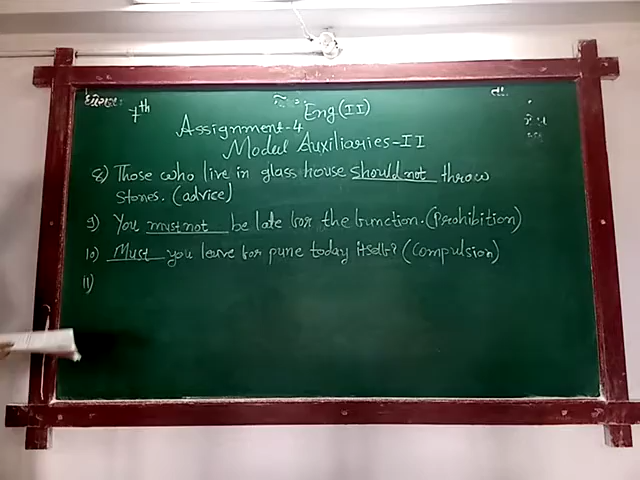 ધોરણ: 7th
Eng(II)
તા.
Assignment-4
Modul Auxiliaries-II
8) Those who live in glass house should not throw
stones. (advice)
9) You must not be late for the function. (Prohibition)
10) Must you leave for pune today itself? (Compulsion)
11)